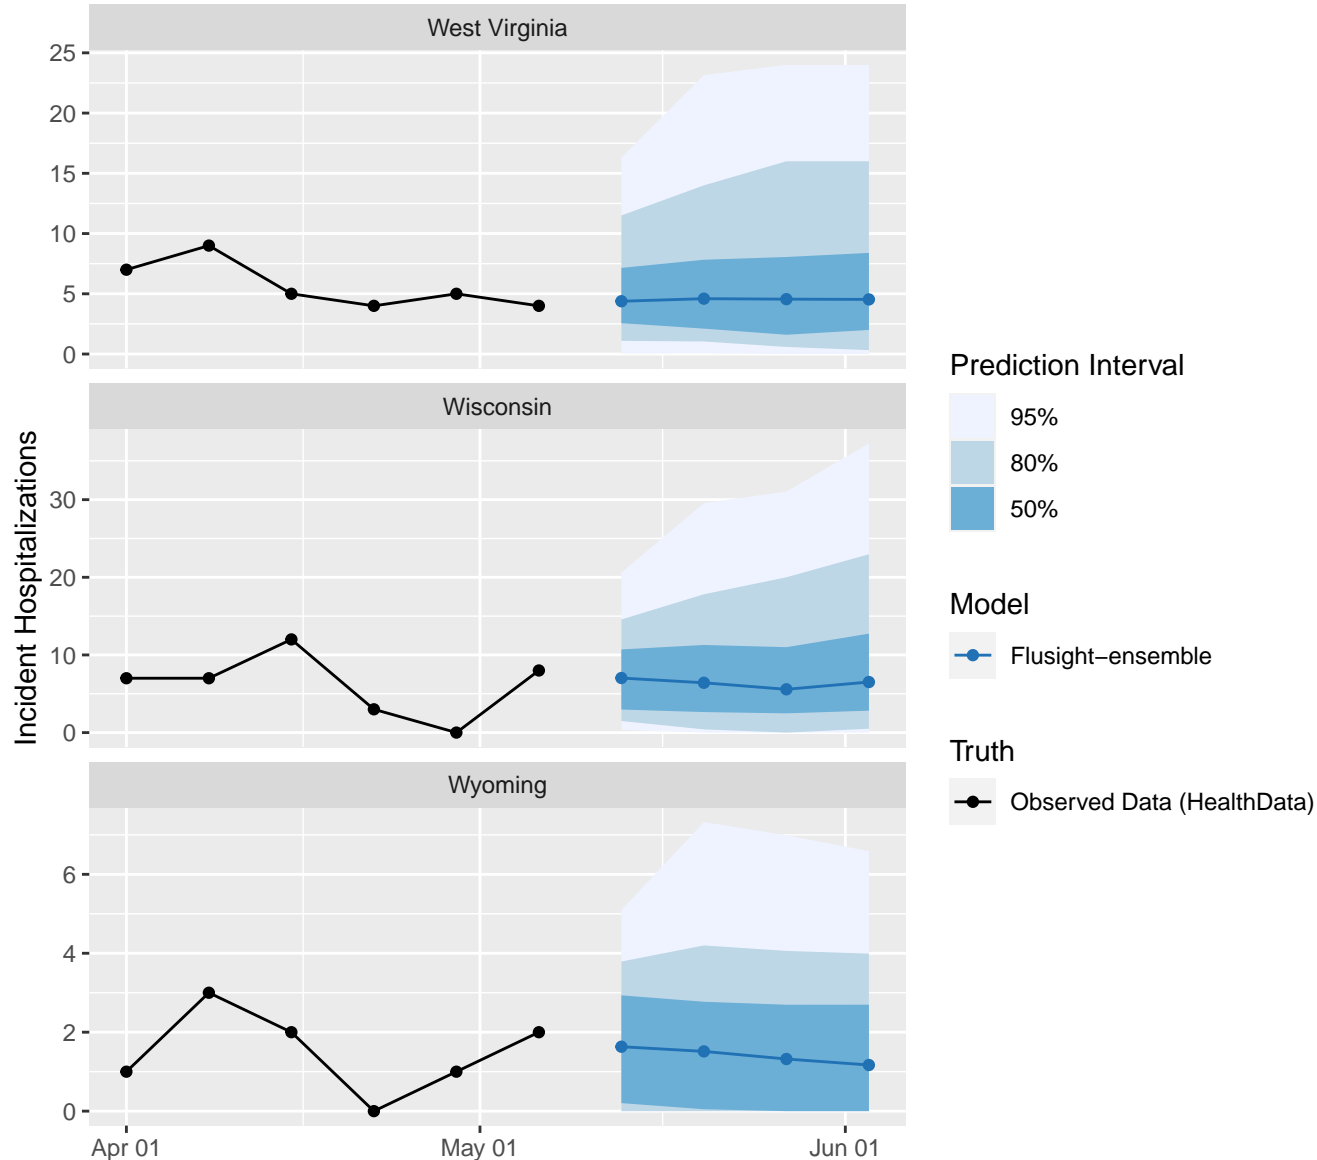 West Virginia
25
20
15
10
5
0
Wisconsin
30
20
10
0
Wyoming
6
4
2
0
Apr 01
May 01
Jun 01
Incident Hospitalizations
Prediction Interval
95%
80%
50%
Model
Flusight−ensemble
Truth
Observed Data (HealthData)